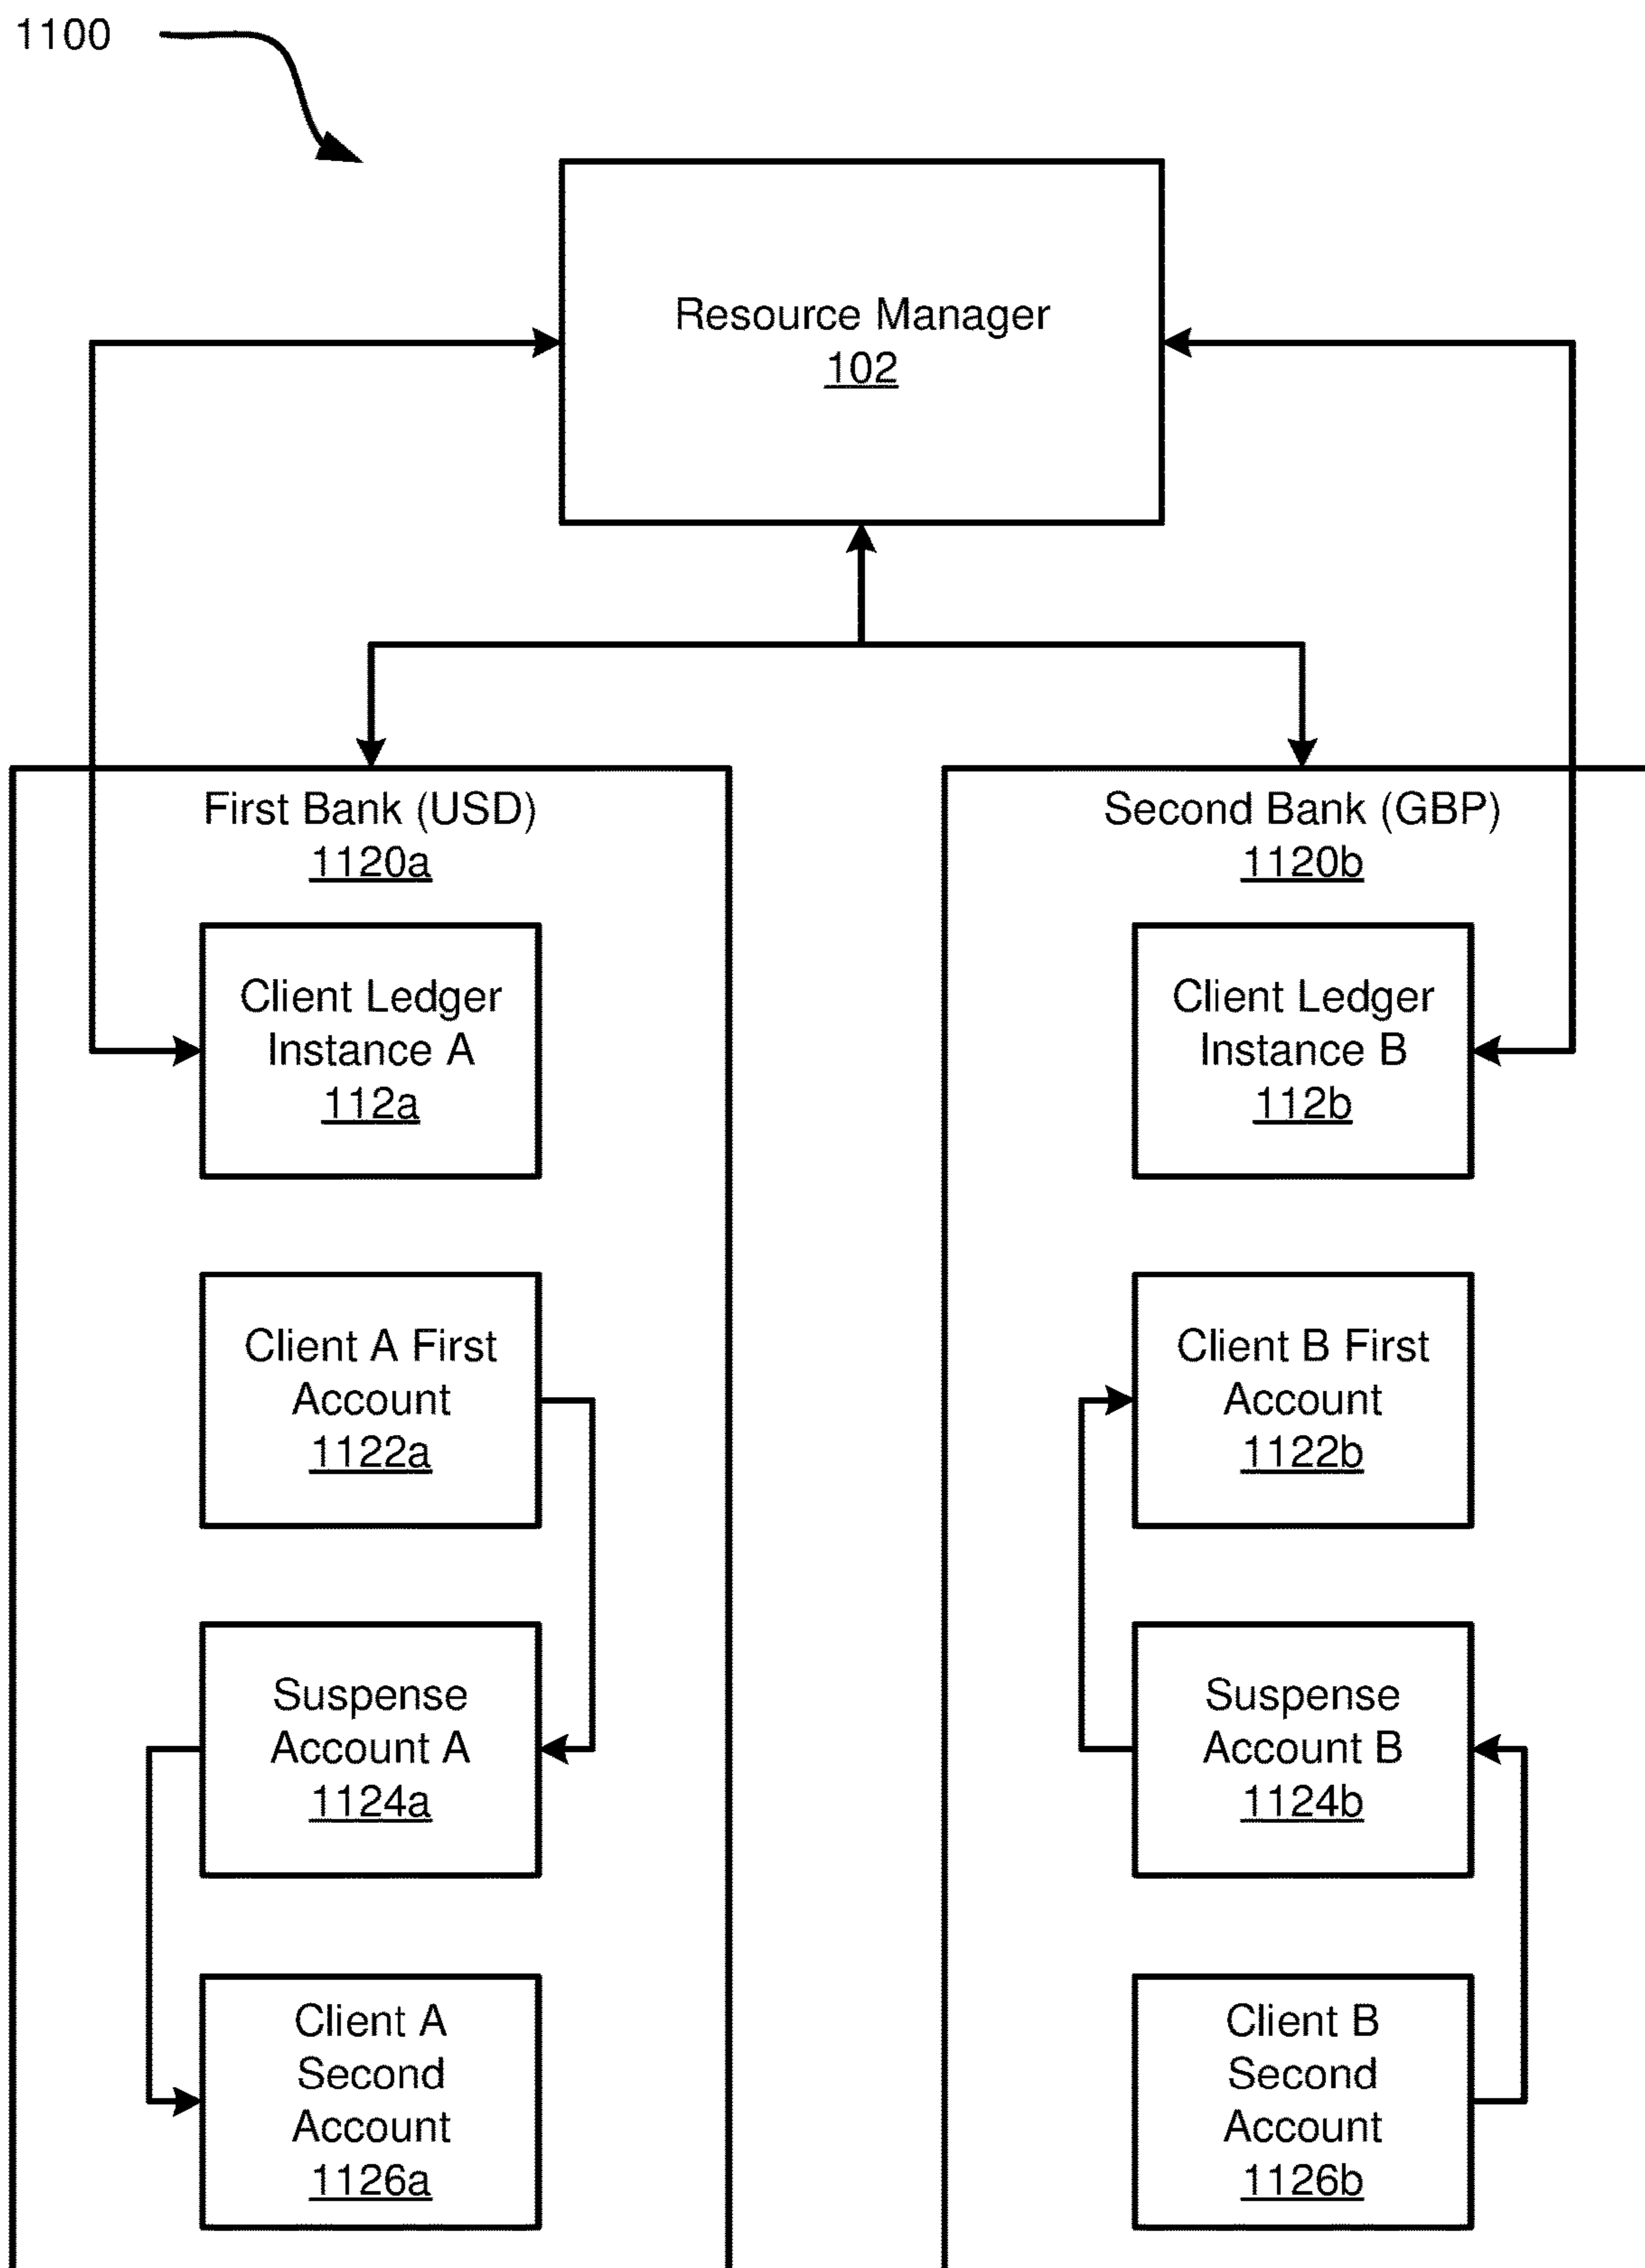 1100
Resource Manager
102
First Bank (USD)
1120a
Client Ledger
Instance A
112a
Client A First
Account
1122a
Suspense
Account A
1124a
Client A
Second
Account
1126a
Second Bank (GBP)
1120b
Client Ledger
Instance B
112b
Client B First
Account
1122b
Suspense
Account B
1124b
Client B
Second
Account
1126b